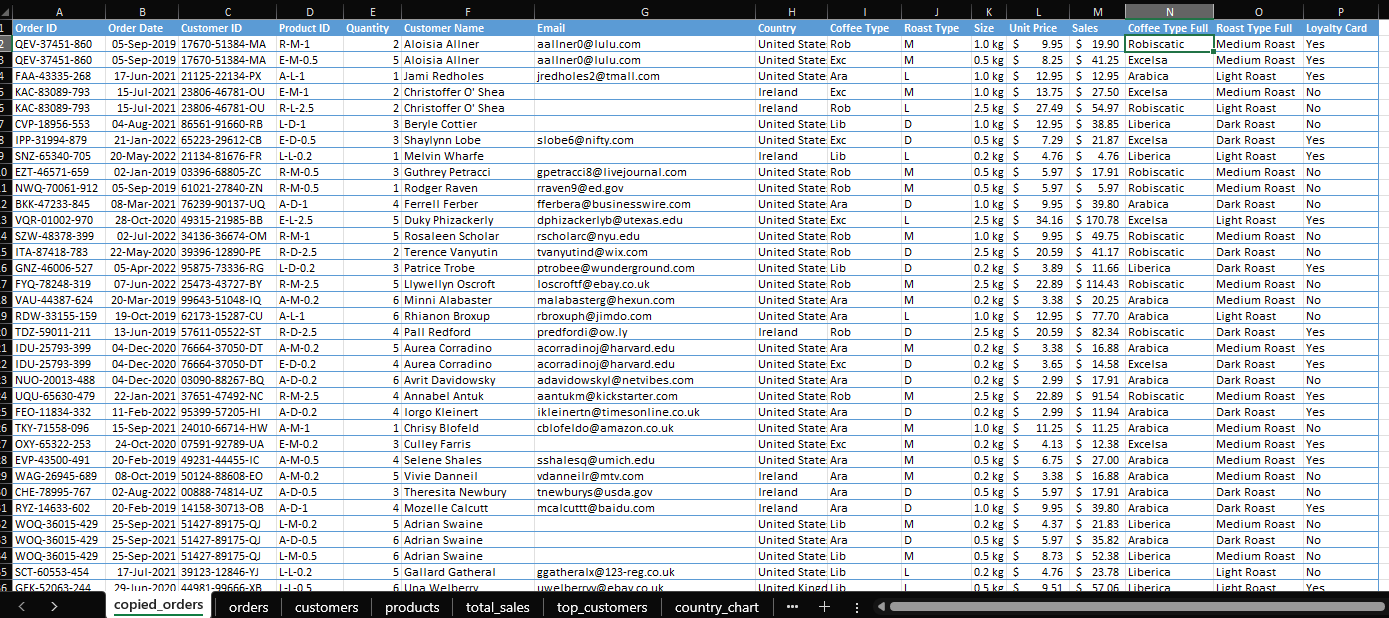 A B C D E F G H I J K L M N O P
1 Order ID Order Date Customer ID Product ID Quantity Customer Name Email Country Coffee Type Roast Type Size Unit Price Sales Coffee Type Full Roast Type Full Loyalty Card
2 QEV-37451-860 05-Sep-2019 17670-51384-MA R-M-1 2 Aloisia Allner aallner0@lulu.com United State Rob M 1.0 kg $ 9.95 $ 19.90 Robiscatic Medium Roast Yes
3 QEV-37451-860 05-Sep-2019 17670-51384-MA E-M-0.5 5 Aloisia Allner aallner0@lulu.com United State Exc M 0.5 kg $ 8.25 $ 41.25 Excelsa Medium Roast Yes
4 FAA-43335-268 17-Jun-2021 21125-22134-PX A-L-1 1 Jami Redholes jredholes2@tmall.com United State Ara L 1.0 kg $ 12.95 $ 12.95 Arabica Light Roast Yes
5 KAC-83089-793 15-Jul-2021 23806-46781-OU E-M-1 2 Christoffer O' Shea Ireland Exc M 1.0 kg $ 13.75 $ 27.50 Excelsa Medium Roast No
6 KAC-83089-793 15-Jul-2021 23806-46781-OU R-L-2.5 2 Christoffer O' Shea Ireland Rob L 2.5 kg $ 27.49 $ 54.97 Robiscatic Light Roast No
7 CVP-18956-553 04-Aug-2021 86561-91660-RB L-D-1 3 Beryle Cottier United State Lib D 1.0 kg $ 12.95 $ 38.85 Liberica Dark Roast No
8 IPP-31994-879 21-Jan-2022 65223-29612-CB E-D-0.5 3 Shaylynn Lobe slobe6@nifty.com United State Exc D 0.5 kg $ 7.29 $ 21.87 Excelsa Dark Roast Yes
9 SNZ-65340-705 20-May-2022 21134-81676-FR L-L-0.2 1 Melvin Wharfe Ireland Lib L 0.2 kg $ 4.76 $ 4.76 Liberica Light Roast Yes
0 EZT-46571-659 02-Jan-2019 03396-68805-ZC R-M-0.5 3 Guthrey Petracci gpetracci8@livejournal.com United State Rob M 0.5 kg $ 5.97 $ 17.91 Robiscatic Medium Roast No
1 NWQ-70061-912 05-Sep-2019 61021-27840-ZN R-M-0.5 1 Rodger Raven rraven9@ed.gov United State Rob M 0.5 kg $ 5.97 $ 5.97 Robiscatic Medium Roast No
2 BKK-47233-845 08-Mar-2021 76239-90137-UQ A-D-1 4 Ferrell Ferber fferbera@businesswire.com United State Ara D 1.0 kg $ 9.95 $ 39.80 Arabica Dark Roast No
3 VQR-01002-970 28-Oct-2020 49315-21985-BB E-L-2.5 5 Duky Phizackerly dphizackerlyb@utexas.edu United State Exc L 2.5 kg $ 34.16 $ 170.78 Excelsa Light Roast Yes
4 SZW-48378-399 02-Jul-2022 34136-36674-OM R-M-1 5 Rosaleen Scholar rscholarc@nyu.edu United State Rob M 1.0 kg $ 9.95 $ 49.75 Robiscatic Medium Roast No
5 ITA-87418-783 22-May-2020 39396-12890-PE R-D-2.5 2 Terence Vanyutin tvanyutind@wix.com United State Rob D 2.5 kg $ 20.59 $ 41.17 Robiscatic Dark Roast No
6 GNZ-46006-527 05-Apr-2022 95875-73336-RG L-D-0.2 3 Patrice Trobe ptrobee@wunderground.com United State Lib D 0.2 kg $ 3.89 $ 11.66 Liberica Dark Roast Yes
7 FYQ-78248-319 07-Jun-2022 25473-43727-BY R-M-2.5 5 Llywellyn Oscroft loscroftf@ebay.co.uk United State Rob M 2.5 kg $ 22.89 $ 114.43 Robiscatic Medium Roast No
8 VAU-44387-624 20-Mar-2019 99643-51048-IQ A-M-0.2 6 Minni Alabaster malabasterg@hexun.com United State Ara M 0.2 kg $ 3.38 $ 20.25 Arabica Medium Roast No
9 RDW-33155-159 19-Oct-2019 62173-15287-CU A-L-1 6 Rhianon Broxup rbroxuph@jimdo.com United State Ara L 1.0 kg $ 12.95 $ 77.70 Arabica Light Roast No
0 TDZ-59011-211 13-Jun-2019 57611-05522-ST R-D-2.5 4 Pall Redford predfordi@ow.ly Ireland Rob D 2.5 kg $ 20.59 $ 82.34 Robiscatic Dark Roast Yes
1 IDU-25793-399 04-Dec-2020 76664-37050-DT A-M-0.2 5 Aurea Corradino acorradinoj@harvard.edu United State Ara M 0.2 kg $ 3.38 $ 16.88 Arabica Medium Roast Yes
2 IDU-25793-399 04-Dec-2020 76664-37050-DT E-D-0.2 4 Aurea Corradino acorradinoj@harvard.edu United State Exc D 0.2 kg $ 3.65 $ 14.58 Excelsa Dark Roast Yes
3 NUO-20013-488 04-Dec-2020 03090-88267-BQ A-D-0.2 6 Avrit Davidowsky adavidowskyl@netvibes.com United State Ara D 0.2 kg $ 2.99 $ 17.91 Arabica Dark Roast No
4 UQU-65630-479 22-Jan-2021 37651-47492-NC R-M-2.5 4 Annabel Antuk aantukm@kickstarter.com United State Rob M 2.5 kg $ 22.89 $ 91.54 Robiscatic Medium Roast Yes
5 FEO-11834-332 11-Feb-2022 95399-57205-HI A-D-0.2 4 Iorgo Kleinert ikleinertn@timesonline.co.uk United State Ara D 0.2 kg $ 2.99 $ 11.94 Arabica Dark Roast Yes
6 TKY-71558-096 15-Sep-2021 24010-66714-HW A-M-1 1 Chrisy Blofeld cblofeldo@amazon.co.uk United State Ara M 1.0 kg $ 11.25 $ 11.25 Arabica Medium Roast No
7 OXY-65322-253 24-Oct-2020 07591-92789-UA E-M-0.2 3 Culley Farris United State Exc M 0.2 kg $ 4.13 $ 12.38 Excelsa Medium Roast Yes
8 EVP-43500-491 20-Feb-2019 49231-44455-IC A-M-0.5 4 Selene Shales sshalesq@umich.edu United State Ara M 0.5 kg $ 6.75 $ 27.00 Arabica Medium Roast Yes
9 WAG-26945-689 08-Oct-2019 50124-88608-EO A-M-0.2 5 Vivie Danneil vdanneilr@mtv.com Ireland Ara M 0.2 kg $ 3.38 $ 16.88 Arabica Medium Roast No
0 CHE-78995-767 02-Aug-2022 00888-74814-UZ A-D-0.5 3 Theresita Newbury tnewburys@usda.gov Ireland Ara D 0.5 kg $ 5.97 $ 17.91 Arabica Dark Roast No
1 RYZ-14633-602 20-Feb-2019 14158-30713-OB A-D-1 4 Mozelle Calcutt mcalcuttt@baidu.com Ireland Ara D 1.0 kg $ 9.95 $ 39.80 Arabica Dark Roast Yes
2 WOQ-36015-429 25-Sep-2021 51427-89175-QJ L-M-0.2 5 Adrian Swaine United State Lib M 0.2 kg $ 4.37 $ 21.83 Liberica Medium Roast No
3 WOQ-36015-429 25-Sep-2021 51427-89175-QJ A-D-0.5 6 Adrian Swaine United State Ara D 0.5 kg $ 5.97 $ 35.82 Arabica Dark Roast No
4 WOQ-36015-429 25-Sep-2021 51427-89175-QJ L-M-0.5 6 Adrian Swaine United State Lib M 0.5 kg $ 8.73 $ 52.38 Liberica Medium Roast No
5 SCT-60553-454 17-Jul-2021 39123-12846-YJ L-L-0.2 5 Gallard Gatheral ggatheralx@123-reg.co.uk United State Lib L 0.2 kg $ 4.76 $ 23.78 Liberica Light Roast No
6 GFK-52063-244 29-Jun-2020 44981-99666-XB L-L-0.5 6 Una Welberry uwelberryy@ebay.co.uk United Kingd Lib L 0.5 kg $ 9.51 $ 57.06 Liberica Light Roast Yes
copied_orders orders customers products total_sales top_customers country_chart